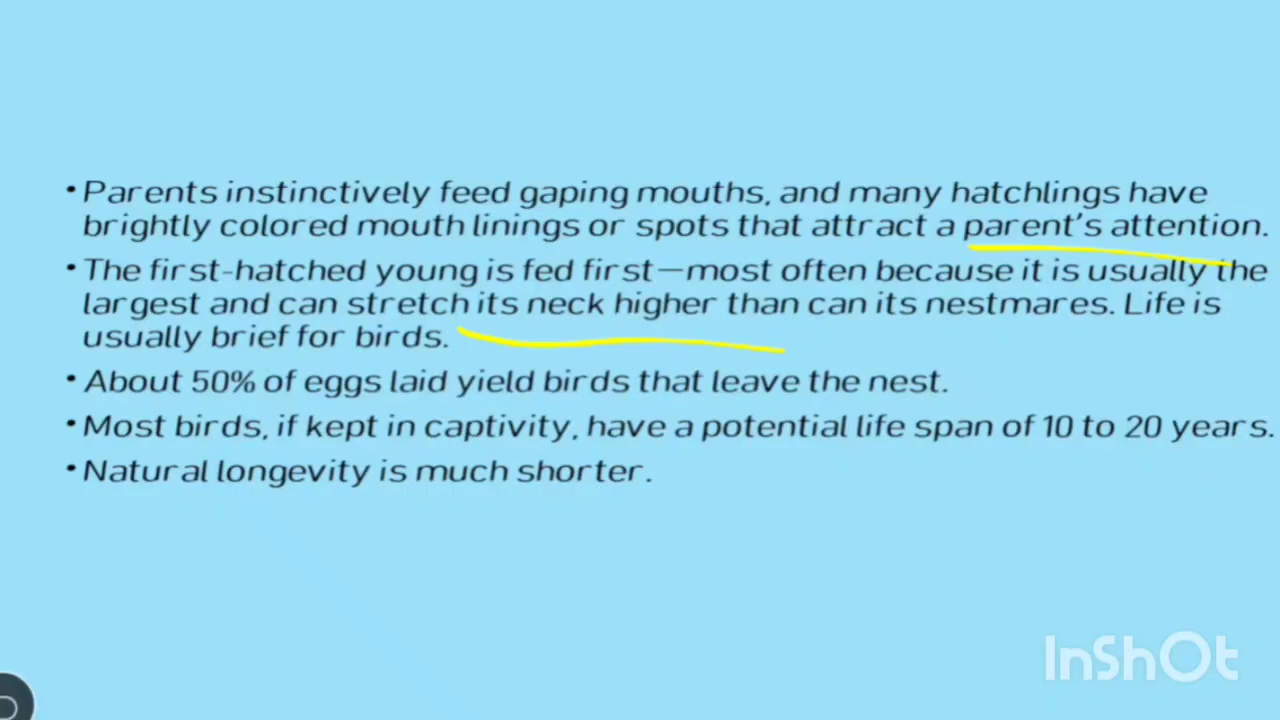 • Parents instinctively feed gaping mouths, and many hatchlings have
brightly colored mouth linings or spots that attract a parent's attention.
• The first-hatched young is fed first—most often because it is usually the
largest and can stretch its neck higher than can its nestmares. Life is
usually brief for birds.
• About 50% of eggs laid yield birds that leave the nest.
• Most birds, if kept in captivity, have a potential life span of 10 to 20 years.
• Natural longevity is much shorter.
InShOt